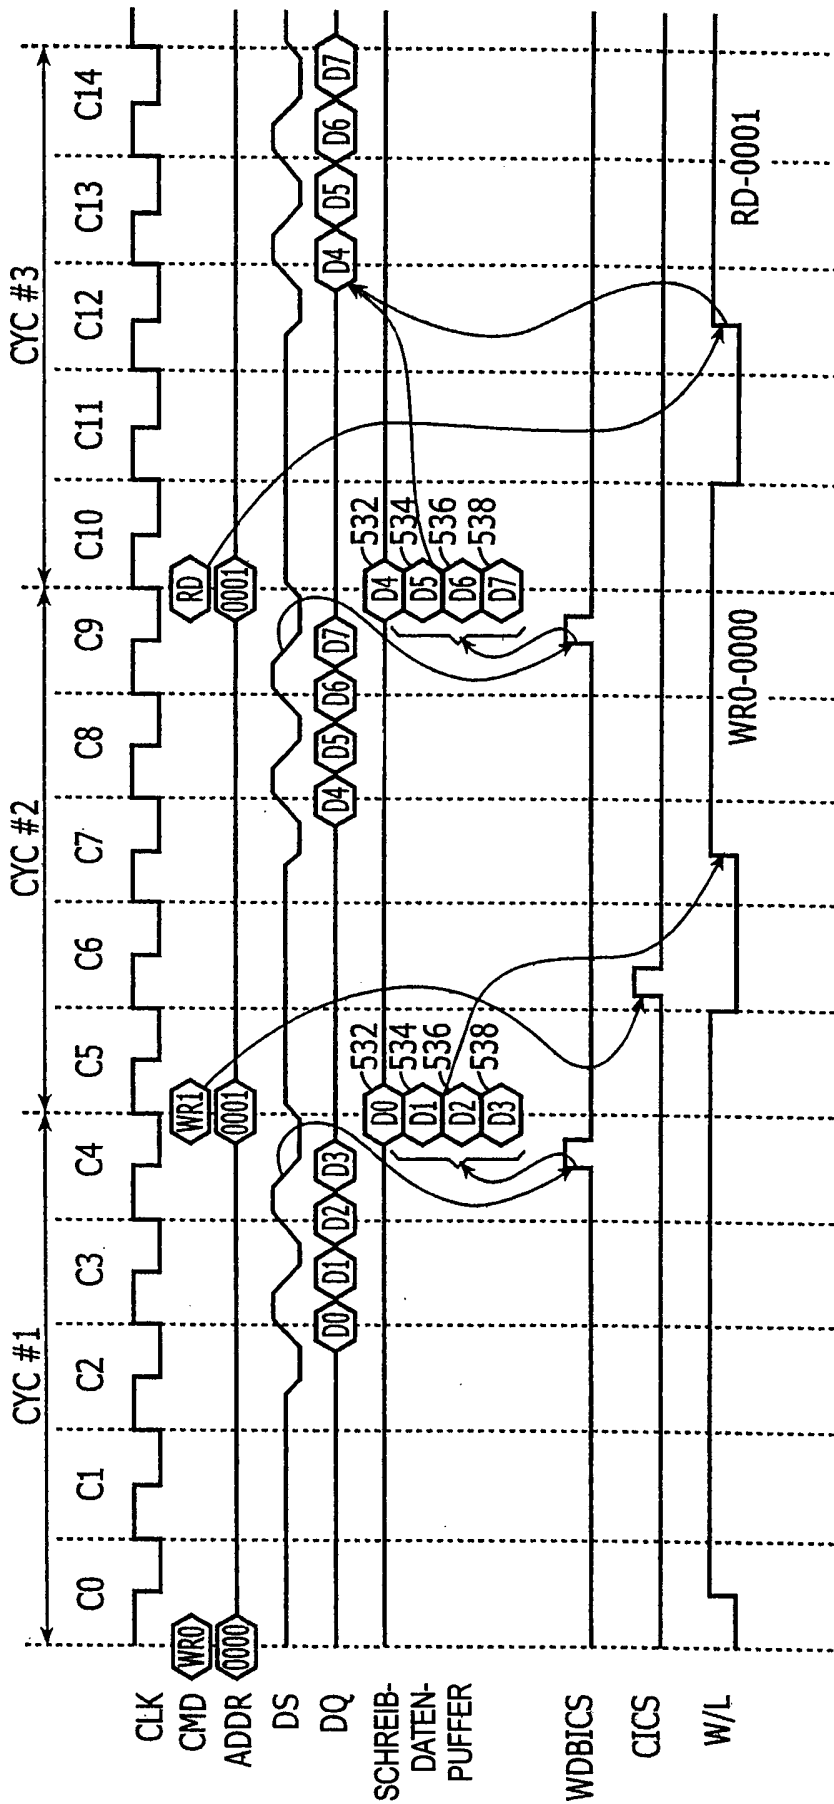 CYC #1 CYC #2 CYC #3
C0 C1 C2 C3 C4 C5 C6 C7 C8 C9 C10 C11 C12 C13 C14
CLK
CMD WR0 WR1 RD
ADDR 0000 0001 0001
DS
DQ D0 D1 D2 D3 D4 D5 D6 D7 D4 D5 D6 D7
SCHREIB- D0 532 D4 532
DATEN- D1 534 D5 534
PUFFER D2 536 D6 536
D3 538 D7 538
WDBICS
CICS
W/L WR0-0000 RD-0001